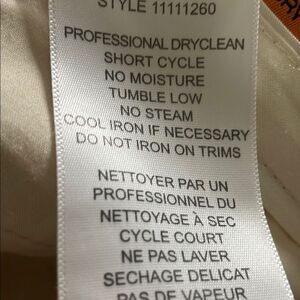 STYLE 11111260
PROFESSIONAL DRYCLEAN
SHORT CYCLE
NO MOISTURE
TUMBLE LOW
NO STEAM
COOL IRON IF NECESSARY
DO NOT IRON ON TRIMS
NETTOYER PAR UN
PROFESSIONNEL DU
NETTOYAGE À SEC
CYCLE COURT
NE PAS LAVER
SECHAGE DELICAT
PAS DE VAPEUR